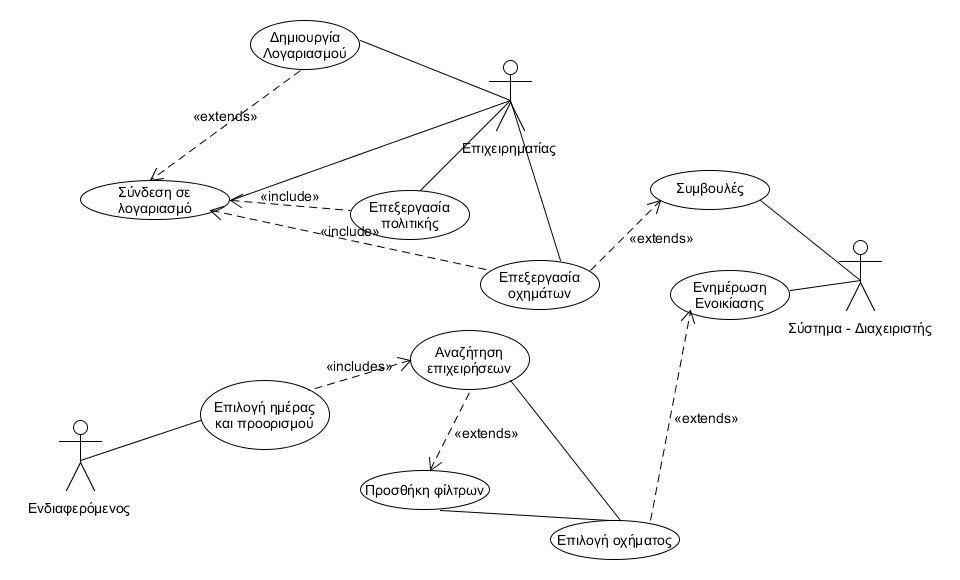 Δημιουργία
Λογαριασμού
«extends»
Επιχειρηματίας
Σύνδεση σε
λογαριασμό
«include»
Επεξεργασία
πολιτικής
«include»
Συμβουλές
«extends»
Επεξεργασία
οχημάτων
Ενημέρωση
Ενοικίασης
Σύστημα - Διαχειριστής
Αναζήτηση
επιχειρήσεων
«includes»
Επιλογή ημέρας
και προορισμού
«extends»
«extends»
Ενδιαφερόμενος
Προσθήκη φίλτρων
Επιλογή οχήματος